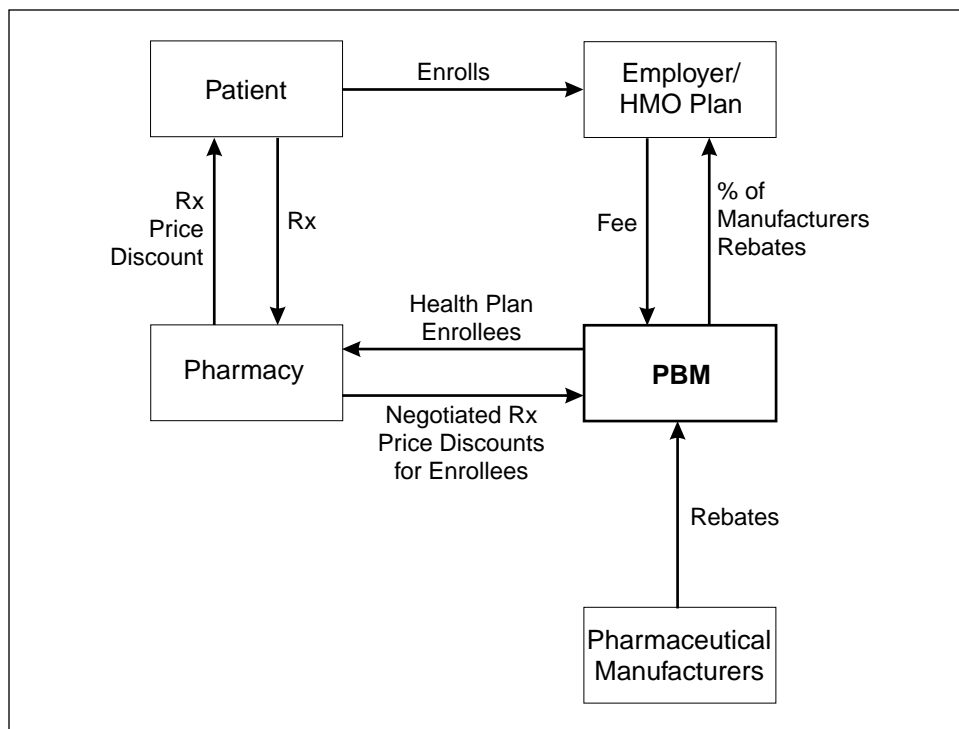 Patient
Enrolls
Employer/
HMO Plan
Rx
Price
Discount
Rx
Fee
% of
Manufacturers
Rebates
Health Plan
Enrollees
Pharmacy
PBM
Negotiated Rx
Price Discounts
for Enrollees
Rebates
Pharmaceutical
Manufacturers